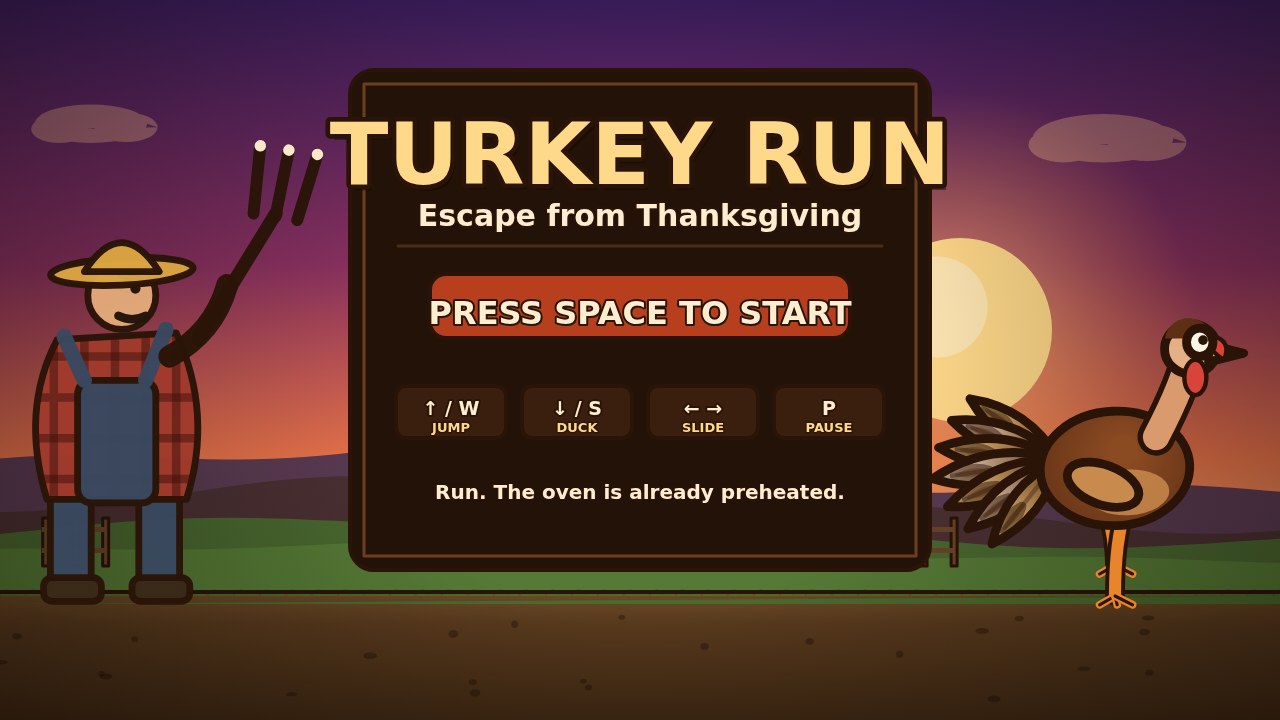 TURKEY RUN
Escape from Thanksgiving
PRESS SPACE TO START
↑ / W
JUMP
↓ / S
DUCK
← →
SLIDE
P
PAUSE
Run. The oven is already preheated.